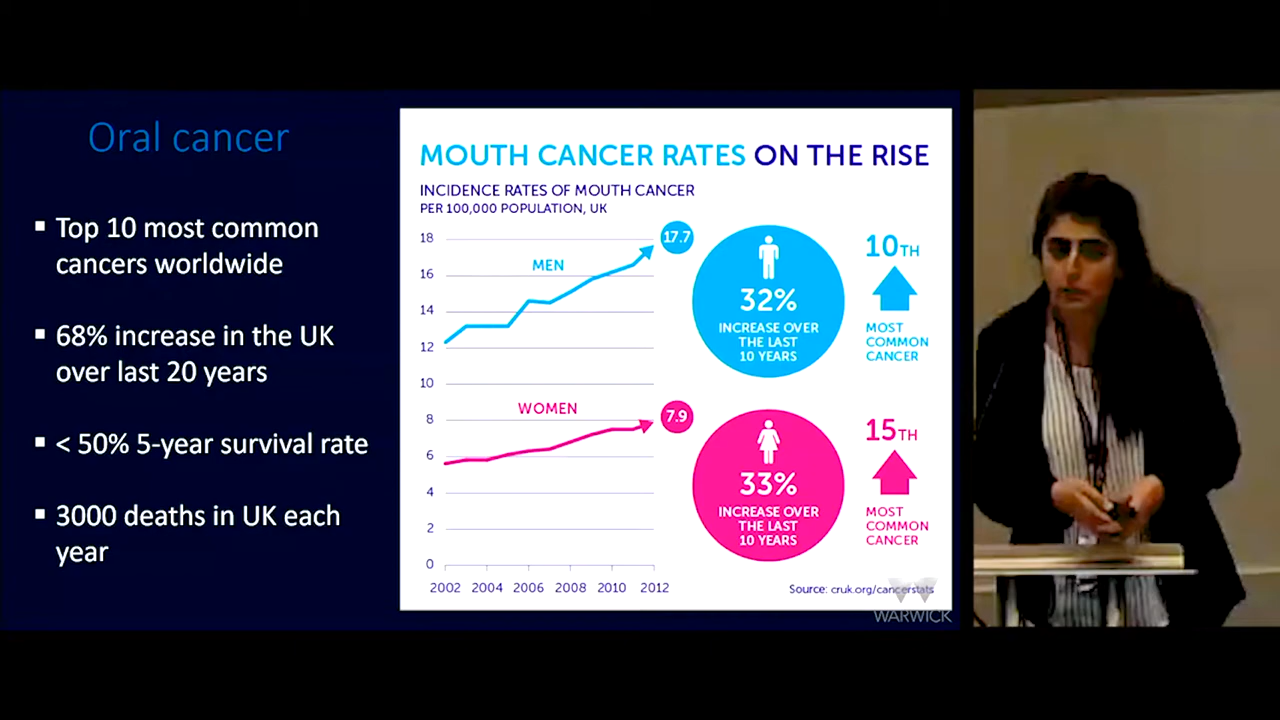 Oral cancer
▪ Top 10 most common
cancers worldwide
▪ 68% increase in the UK
over last 20 years
▪ < 50% 5-year survival rate
▪ 3000 deaths in UK each
year
MOUTH CANCER RATES ON THE RISE
INCIDENCE RATES OF MOUTH CANCER
PER 100,000 POPULATION, UK
18
16
14
12
10
8
6
4
2
0
2002 2004 2006 2008 2010 2012
MEN
17.7
WOMEN
7.9
32%
INCREASE OVER
THE LAST
10 YEARS
10TH
MOST
COMMON
CANCER
33%
INCREASE OVER
THE LAST
10 YEARS
15TH
MOST
COMMON
CANCER
Source: cruk.org/cancerstats
WARWICK